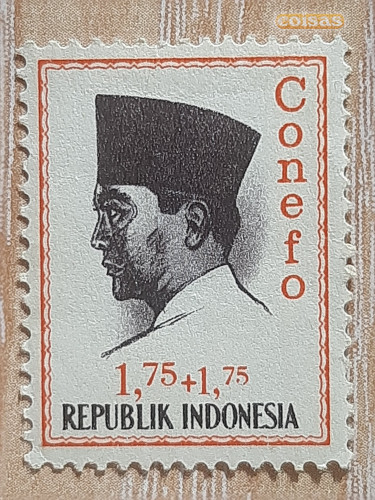 coisas
Conefo
1,75+1,75
REPUBLIK INDONESIA